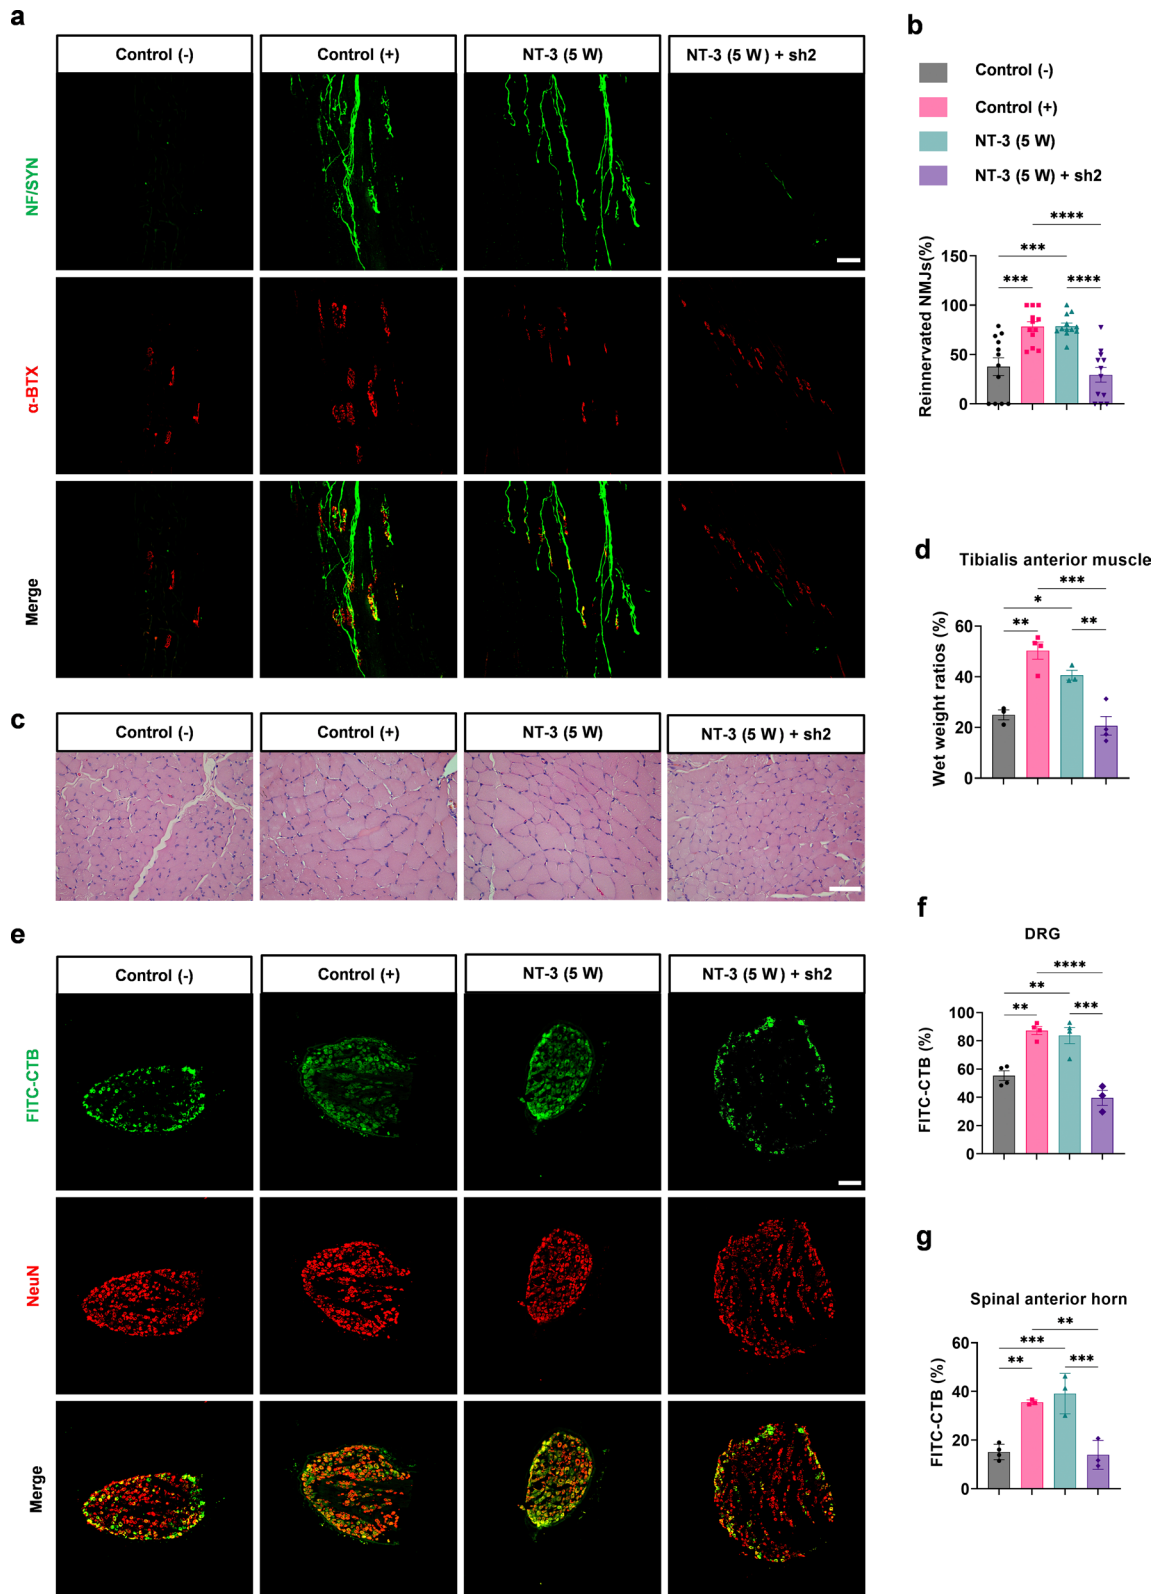 a
Control (-)
Control (+)
NT-3 (5 W)
NT-3 (5 W) + sh2
NF/SYN
α-BTX
Merge
b
Control (-)
Control (+)
NT-3 (5 W)
NT-3 (5 W) + sh2
****
***
*** ****
Reinnervated NMJs(%)
150
100
50
0
c
Control (-)
Control (+)
NT-3 (5 W)
NT-3 (5 W) + sh2
d
Tibialis anterior muscle
***
*
** **
Wet weight ratios (%)
60
40
20
0
e
Control (-)
Control (+)
NT-3 (5 W)
NT-3 (5 W) + sh2
FITC-CTB
NeuN
Merge
f
DRG
****
**
** ***
FITC-CTB (%)
100
80
60
40
20
0
g
Spinal anterior horn
**
***
** ***
FITC-CTB (%)
60
40
20
0